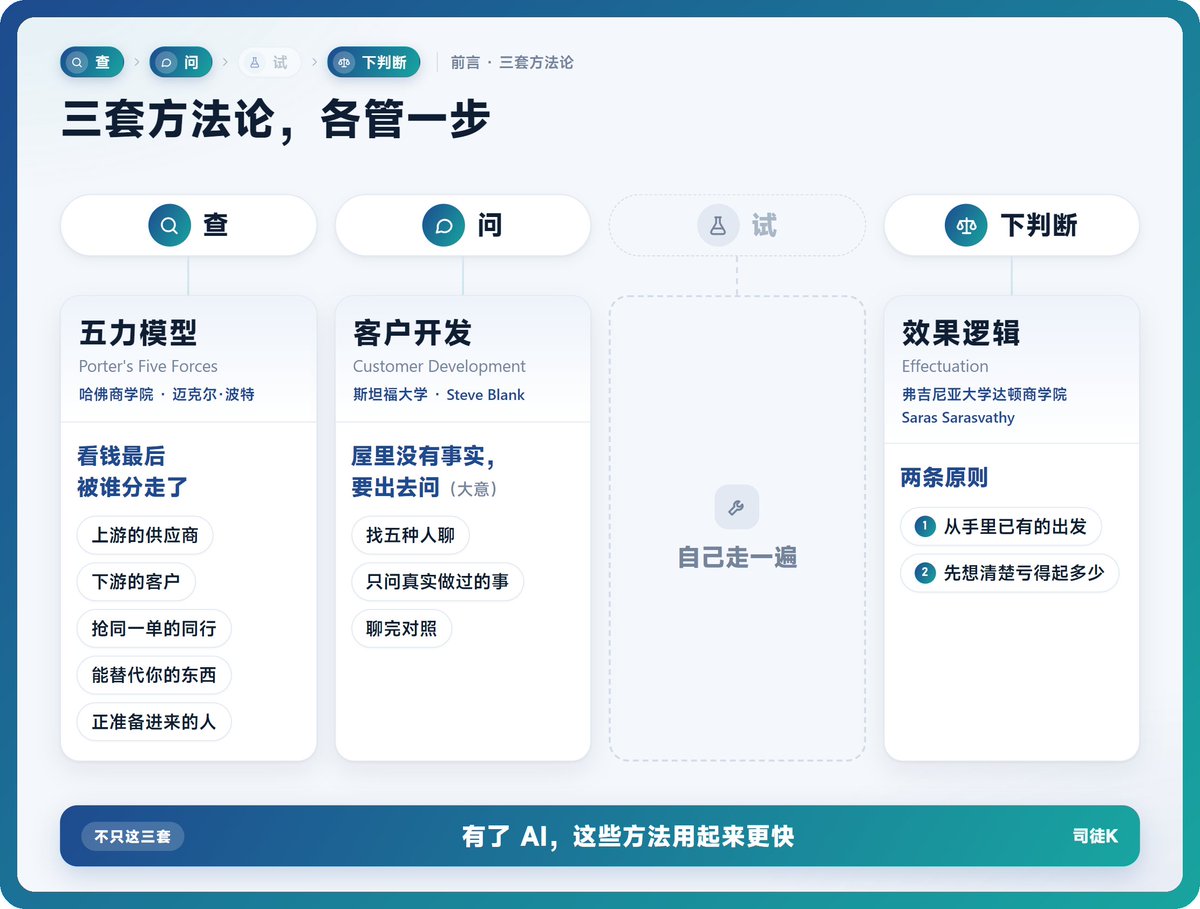 查 › 问 › 试 › 下判断 | 前言 · 三套方法论
三套方法论，各管一步
查
五力模型
Porter's Five Forces
哈佛商学院 · 迈克尔·波特
看钱最后
被谁分走了
上游的供应商
下游的客户
抢同一单的同行
能替代你的东西
正准备进来的人
问
客户开发
Customer Development
斯坦福大学 · Steve Blank
屋里没有事实，
要出去问（大意）
找五种人聊
只问真实做过的事
聊完对照
试
自己走一遍
下判断
效果逻辑
Effectuation
弗吉尼亚大学达顿商学院
Saras Sarasvathy
两条原则
1 从手里已有的出发
2 先想清楚亏得起多少
不只这三套
有了 AI，这些方法用起来更快
司徒K